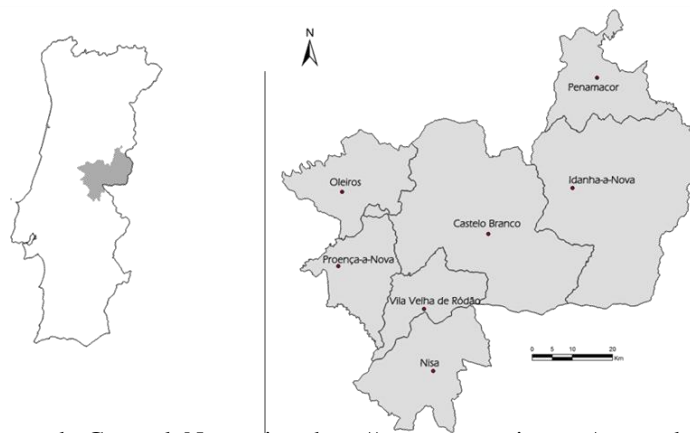 N
Penamacor
Idanha-a-Nova
Oleiros
Castelo Branco
Proença-a-Nova
Vila Velha de Ródão
Nisa
0 5 10 20
Km